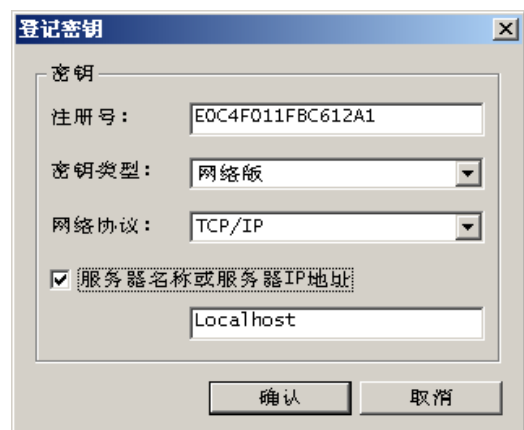 登记密钥
密钥
注册号： E0C4F011FBC612A1
密钥类型： 网络版
网络协议： TCP/IP
服务器名称或服务器IP地址
Localhost
确认 取消